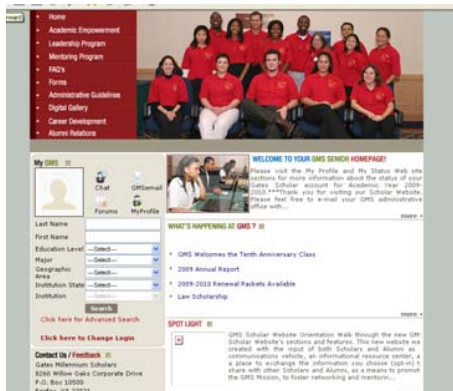 Home
Academic Empowerment
Leadership Program
Mentoring Program
FAQ's
Forms
Administrative Guidelines
Digital Gallery
Career Development
Alumni Relations
My GMS
Chat
GMSemail
Forums
MyProfile
Last Name
First Name
Education Level
---Select---
Major
---Select---
Geographic
Area
---Select---
Institution State
---Select---
Institution
---Select---
Search
Click here for Advanced Search
Click here to Change Login
Contact Us / Feedback
Gates Millennium Scholars
8260 Willow Oaks Corporate Drive
P.O. Box 10500
WELCOME TO YOUR GMS SENIOR HOMEPAGE!
Please visit the My Profile and My Status Web site
sections for more information about the status of your
Gates Scholar account for Academic Year 2009-
2010.***Thank you for visiting our Scholar Website.
Please feel free to e-mail your GMS administrative
office with...
more
WHAT'S HAPPENING AT GMS ?
GMS Welcomes the Tenth Anniversary Class
2009 Annual Report
2009-2010 Renewal Packets Available
Law Scholarship
more
SPOT LIGHT
GMS Scholar Website Orientation Walk through the new GMS
Scholar Website's sections and features. This new website was
created with the input of both Scholars and Alumni as a
communications vehicle, an informational resource center, a
place to exchange the information you choose (opt-in) to
share with other Scholars and Alumni, as a means to promote
the GMS Mission, to foster networking and mentorin...